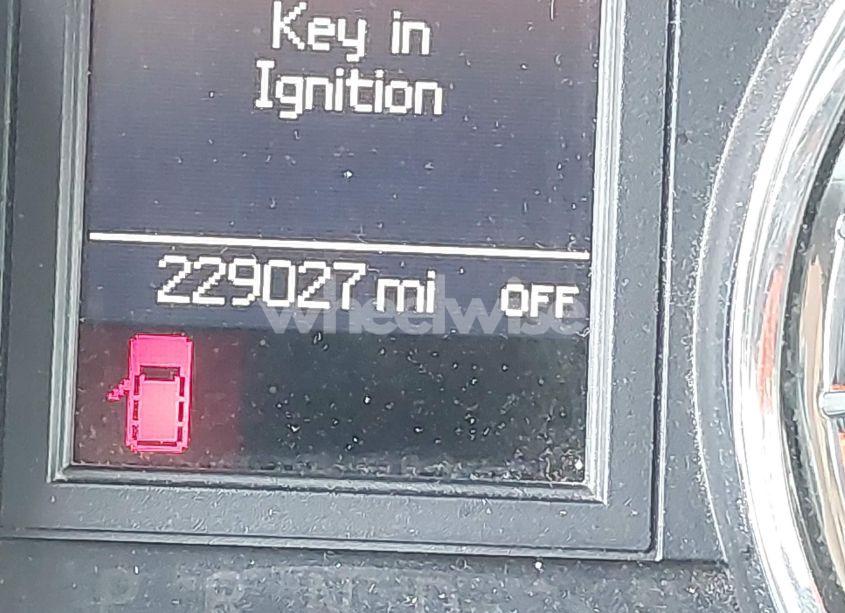 Key in
Ignition
229027 mi OFF
wheelwise
P R N D